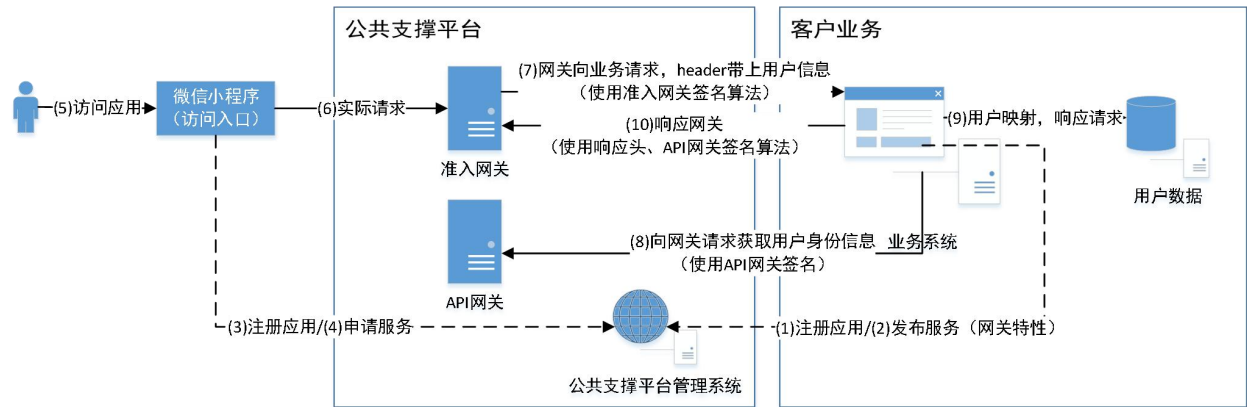 公共支撑平台
客户业务
(7)网关向业务请求，header带上用户信息
（使用准入网关签名算法）
微信小程序
（访问入口）
(5)访问应用
(6)实际请求
(10)响应网关
（使用响应头、API网关签名算法）
(9)用户映射，响应请求
准入网关
用户数据
(8)向网关请求获取用户身份信息
（使用API网关签名）
业务系统
API网关
(3)注册应用/(4)申请服务
(1)注册应用/(2)发布服务（网关特性）
公共支撑平台管理系统